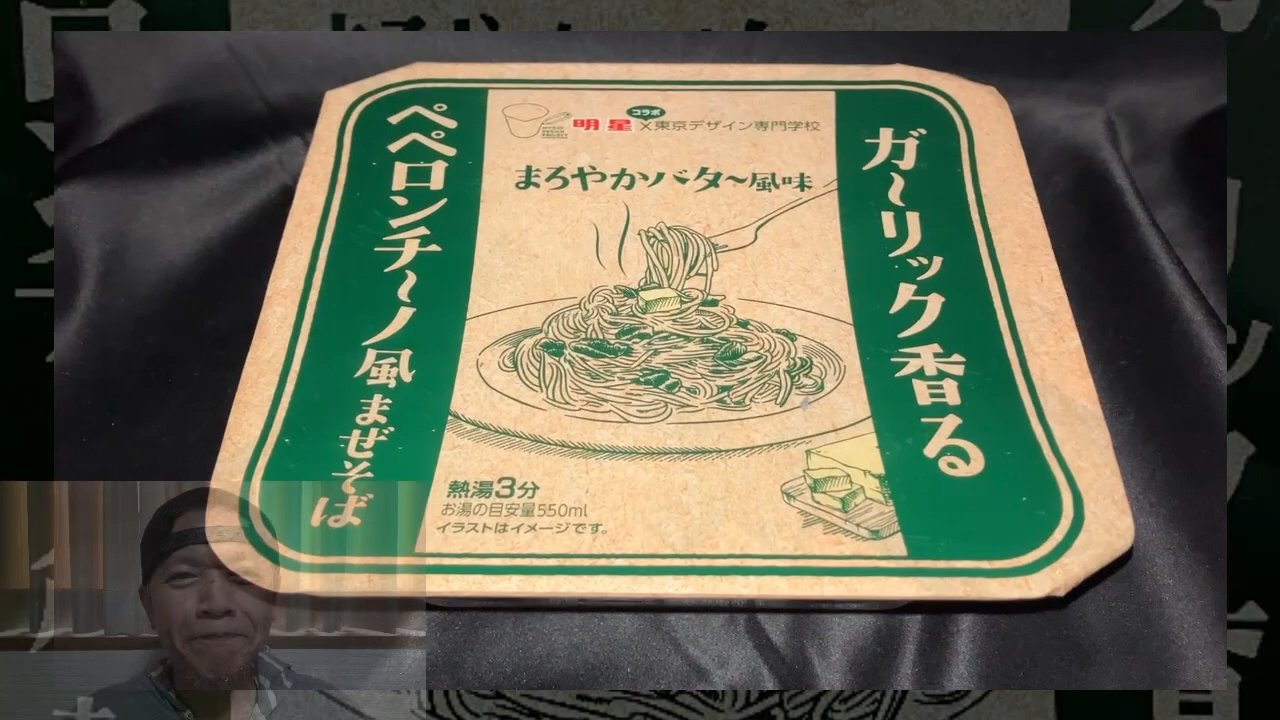 コラボ
明星×東京デザイン専門学校
まろやかバター風味
ガーリック香る
ペペロンチーノ風まぜそば
熱湯3分
お湯の目安量550ml
イラストはイメージです。